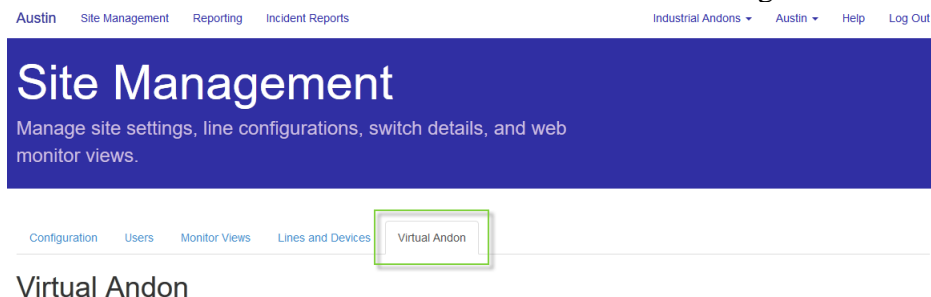 Austin Site Management Reporting Incident Reports Industrial Andons Austin Help Log Out
Site Management
Manage site settings, line configurations, switch details, and web
monitor views.
Configuration Users Monitor Views Lines and Devices Virtual Andon
Virtual Andon